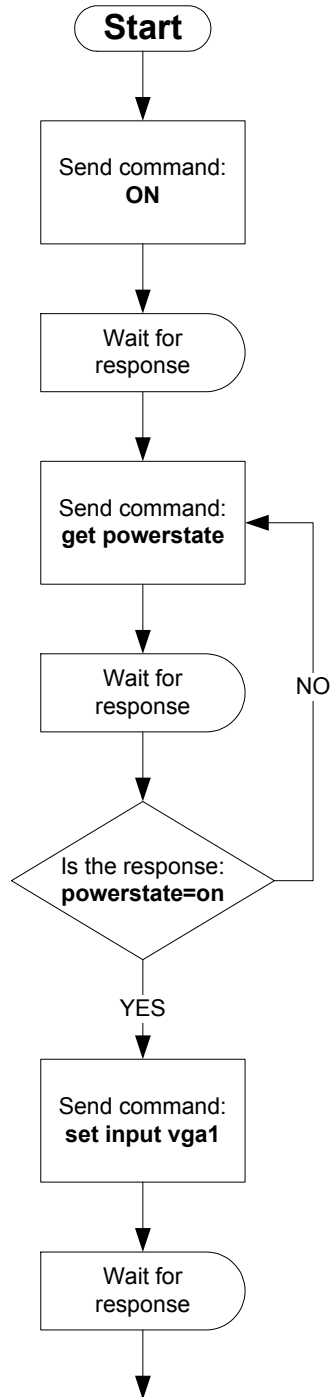 Start
Send command:
ON
Wait for
response
Send command:
get powerstate
Wait for
response
NO
Is the response:
powerstate=on
YES
Send command:
set input vga1
Wait for
response